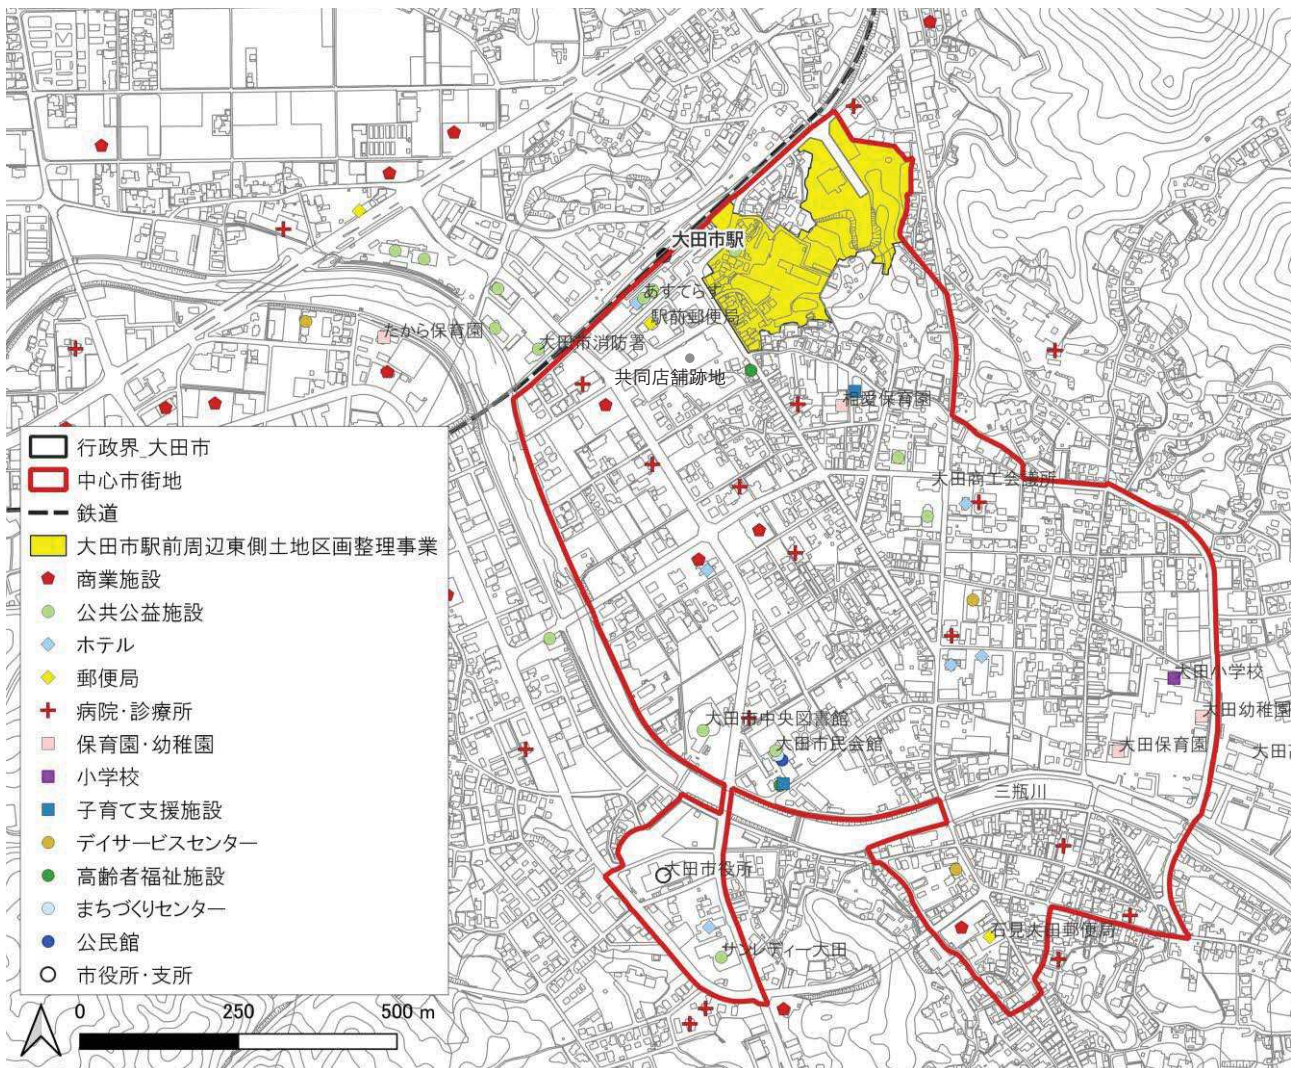 大田市駅
あすてらす
駅前郵便局
たから保育園
大田市消防署
共同店舗跡地
相愛保育園
大田商工会議所
大田小学校
大田幼稚園
大田市中央図書館
大田市民会館
大田保育園
大田
三瓶川
大田市役所
石見大田郵便局
サンレディー大田
行政界_大田市
中心市街地
鉄道
大田市駅前周辺東側土地区画整理事業
商業施設
公共公益施設
ホテル
郵便局
病院・診療所
保育園・幼稚園
小学校
子育て支援施設
デイサービスセンター
高齢者福祉施設
まちづくりセンター
公民館
市役所・支所
0 250 500 m